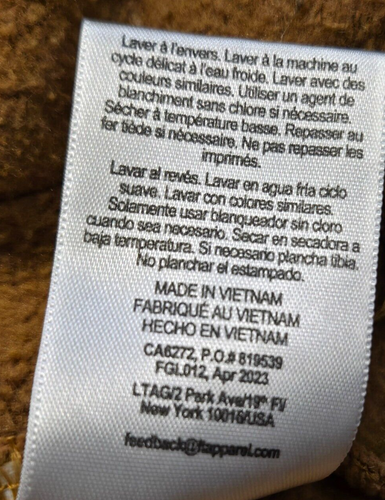 Laver à l'envers. Laver à la machine au
cycle délicat à l'eau froide. Laver avec des
couleurs similaires. Utiliser un agent de
blanchiment sans chlore si nécessaire.
Sécher à température basse. Repasser au
fer tiède si nécessaire. Ne pas repasser les
imprimés.
Lavar al revés. Lavar en agua fría ciclo
suave. Lavar con colores similares.
Solamente usar blanqueador sin cloro
cuando sea necesario. Secar en secadora a
baja temperatura. Si necesario plancha tibia.
No planchar el estampado.
MADE IN VIETNAM
FABRIQUÉ AU VIETNAM
HECHO EN VIETNAM
CA6272, P.O.# 819539
FGL012, Apr 2023
LTAG/2 Park Ave/19th Fl/
New York 10016/USA
feedback@ftapparel.com